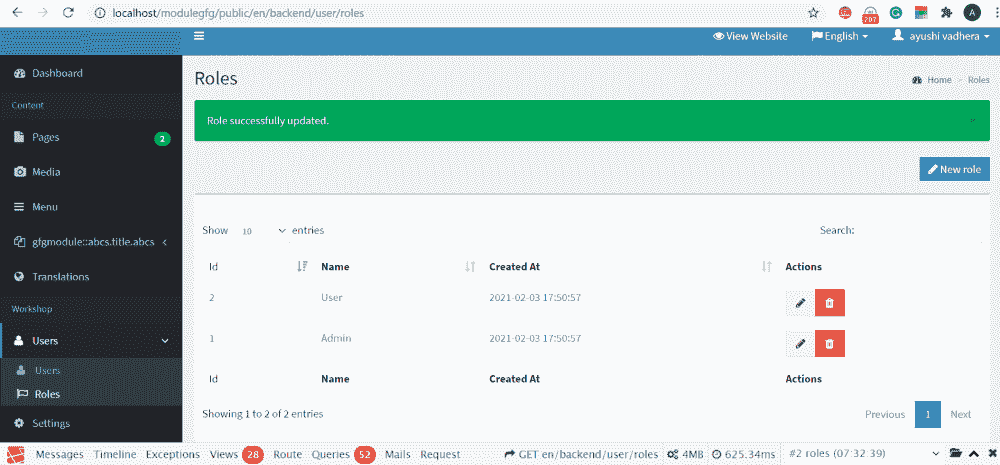 localhost/modulegfg/public/en/backend/user/roles
207
A
View Website
English
ayushi vadhera
Dashboard
Content
Pages
2
Media
Menu
gfgmodule::abcs.title.abcs
Translations
Workshop
Users
Users
Roles
Settings
Roles
Home
Roles
Role successfully updated.
New role
Show 10 entries
Search:
Id Name Created At Actions
2 User 2021-02-03 17:50:57
1 Admin 2021-02-03 17:50:57
Id Name Created At Actions
Showing 1 to 2 of 2 entries
Previous 1 Next
Messages Timeline Exceptions Views 28 Route Queries 52 Mails Request GET en/backend/user/roles 4MB 625.34ms #2 roles (07:32:39)